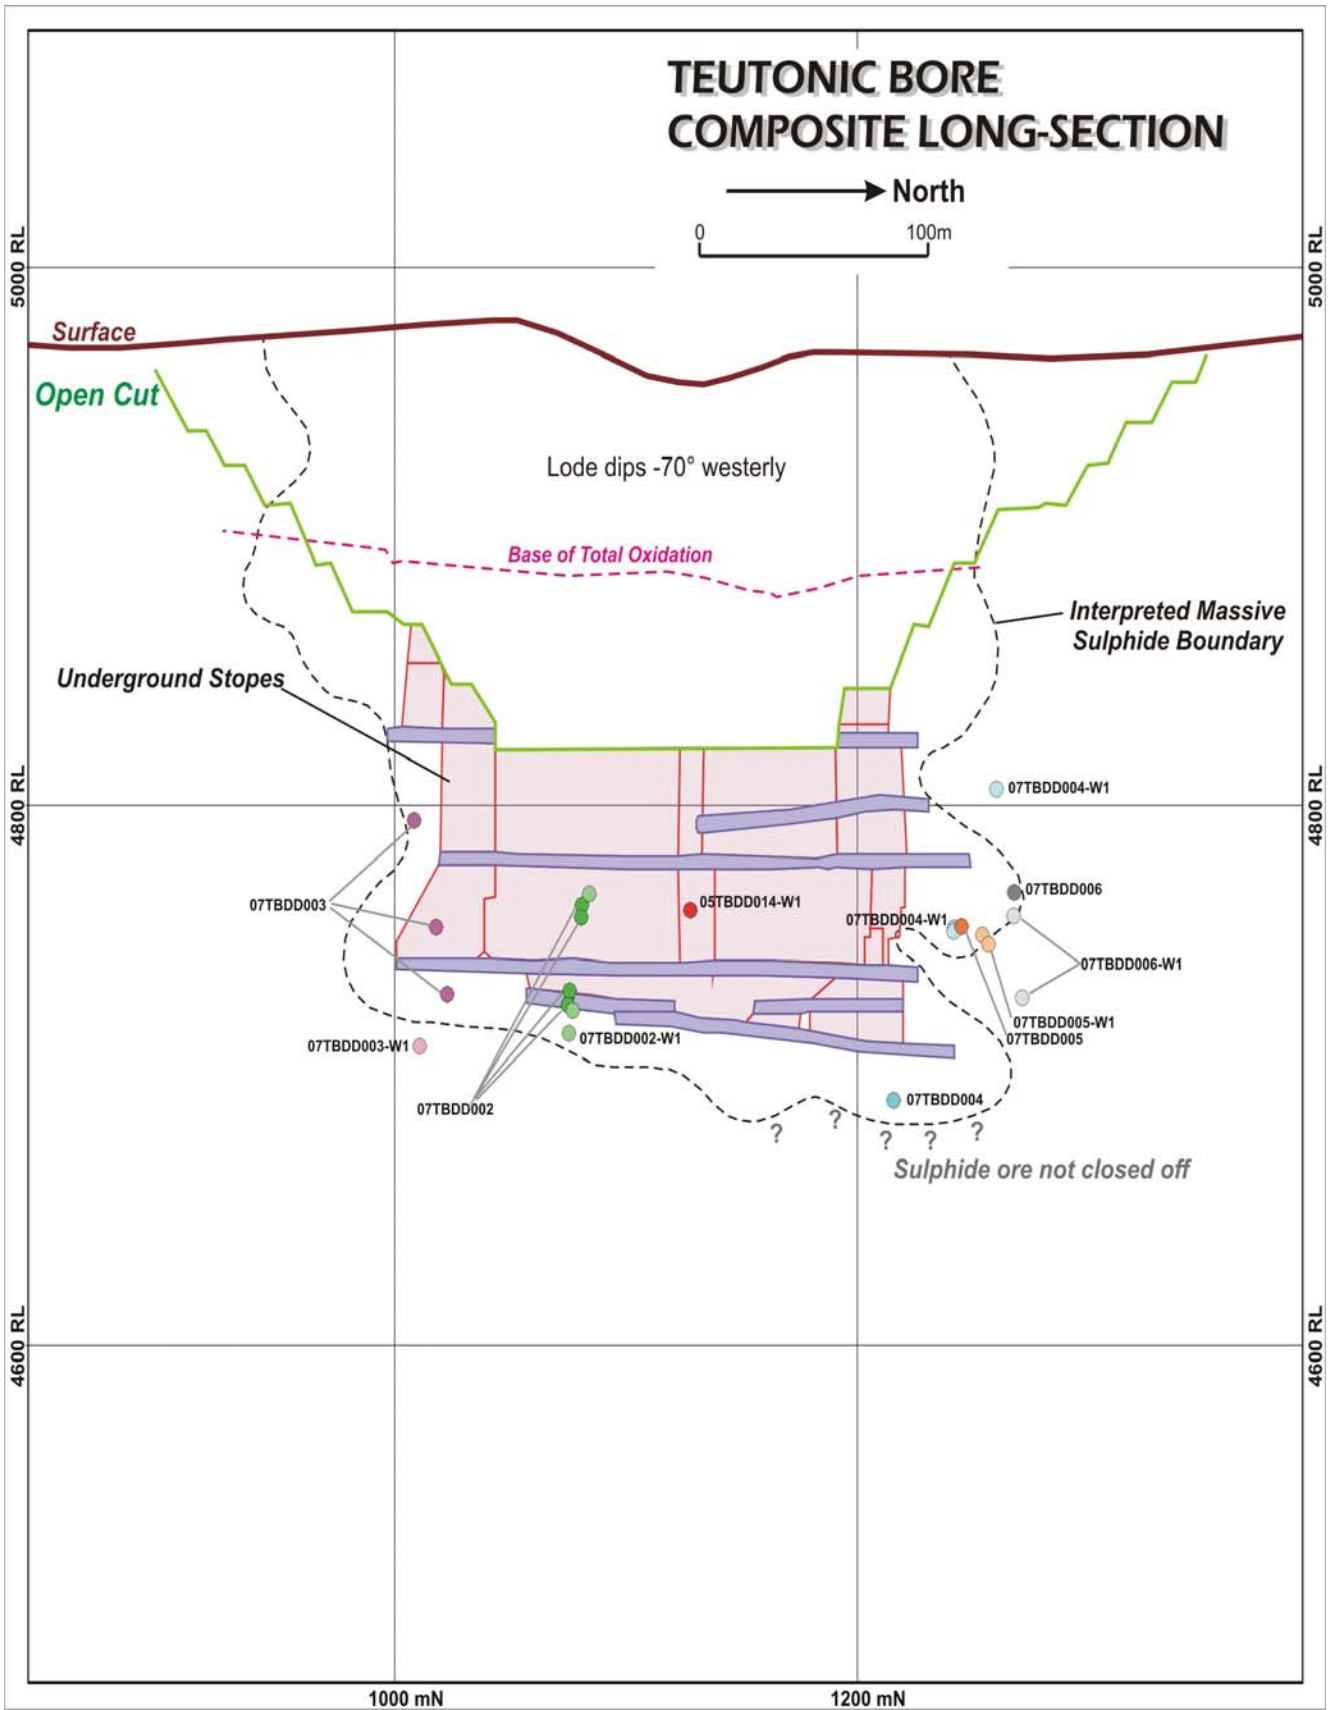 TEUTONIC BORE
COMPOSITE LONG-SECTION
North
0 100m
5000 RL 5000 RL
Surface
Open Cut
Lode dips -70° westerly
Base of Total Oxidation
Interpreted Massive
Sulphide Boundary
Underground Stopes
4800 RL 4800 RL
07TBDD004-W1
07TBDD006
07TBDD003
05TBDD014-W1
07TBDD004-W1
07TBDD006-W1
07TBDD005-W1
07TBDD005
07TBDD002-W1
07TBDD003-W1
07TBDD004
07TBDD002
? ? ? ? ?
Sulphide ore not closed off
4600 RL 4600 RL
1000 mN 1200 mN